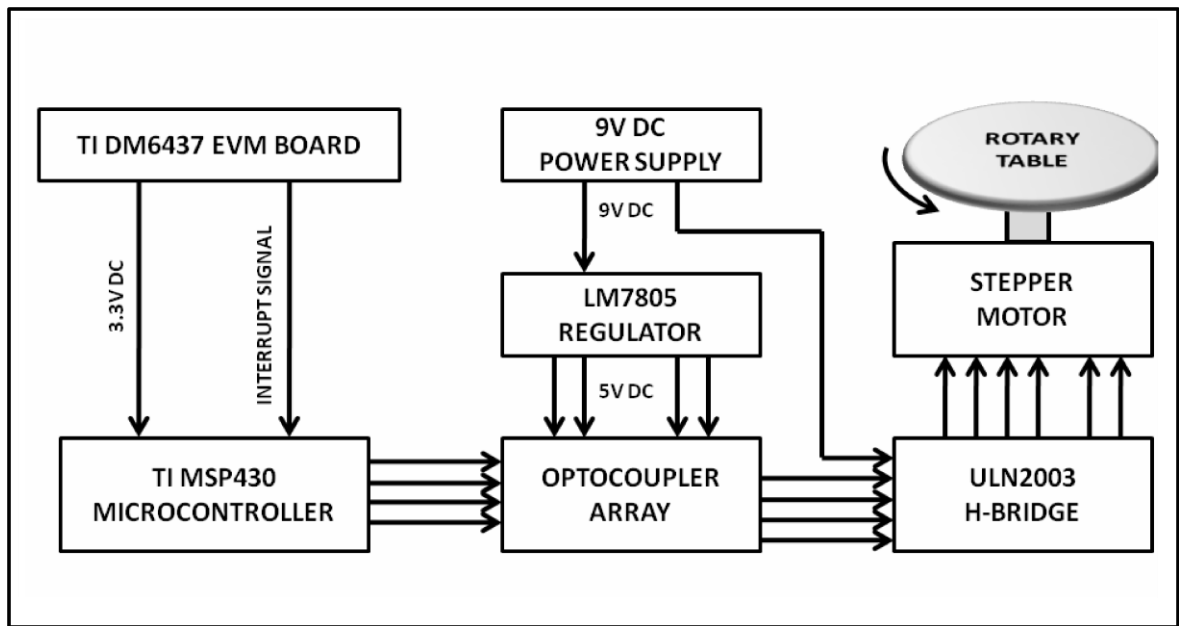 TI DM6437 EVM BOARD
9V DC
POWER SUPPLY
ROTARY
TABLE
3.3V DC
INTERRUPT SIGNAL
9V DC
LM7805
REGULATOR
STEPPER
MOTOR
5V DC
TI MSP430
MICROCONTROLLER
OPTOCOUPLER
ARRAY
ULN2003
H-BRIDGE